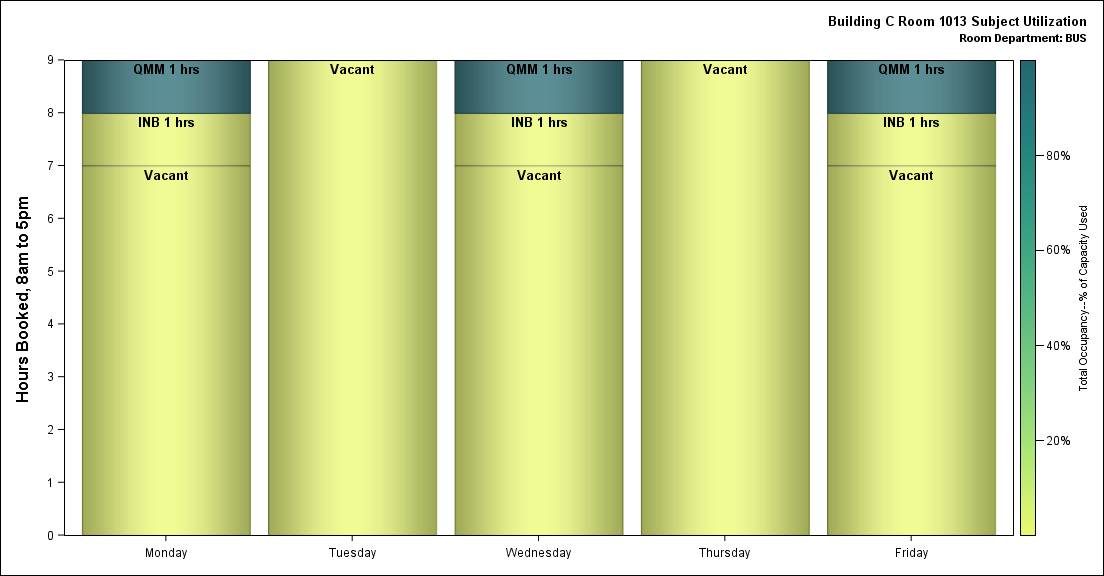 Building C Room 1013 Subject Utilization
Room Department: BUS
Hours Booked, 8am to 5pm
9
8
7
6
5
4
3
2
1
0
QMM 1 hrs
INB 1 hrs
Vacant
Vacant
QMM 1 hrs
INB 1 hrs
Vacant
Vacant
QMM 1 hrs
INB 1 hrs
Vacant
Monday
Tuesday
Wednesday
Thursday
Friday
80%
60%
40%
20%
Total Occupancy--% of Capacity Used